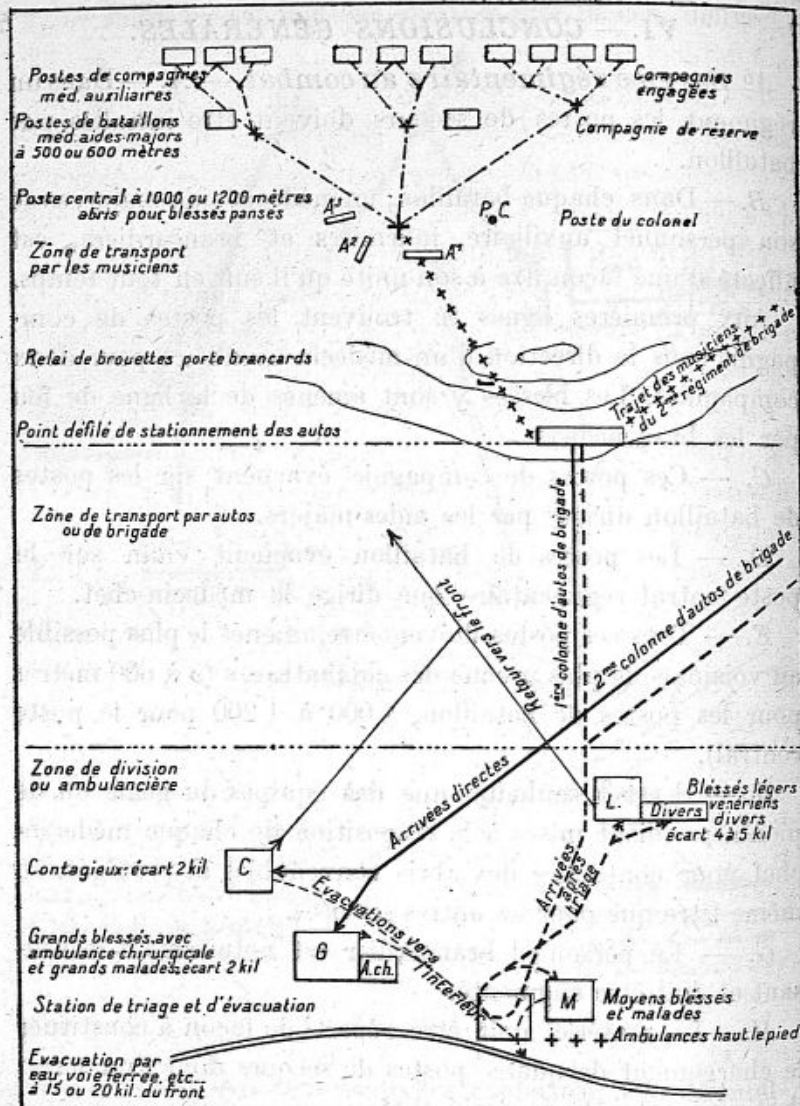 VI. — CONCLUSIONS GÉNÉRALES.
Postes de compagnies
méd. auxiliaires
Compagnies
engagées
Postes de bataillons
méd. aides-majors
à 500 ou 600 mètres
Compagnie de réserve
Poste central à 1000 ou 1200 mètres
abris pour blessés pansés
A
P.C.
Poste du colonel
Zone de transport
par les musiciens
A"
A"
Relai de brouettes porte brancards
Trajet des musiciens
du 2e régiment de brigade
Point défilé de stationnement des autos
Zône de transport par autos
ou de brigade
Retour vers le front
1ère colonne d'autos de brigade
2me colonne d'autos de brigade
Zone de division
ou ambulancière
Arrivées directes
L
Divers
Bléssés légers
venériens
divers
écart 4 à 5 kil
Contagieux: écart 2 kil
C
Arrivées
après
triage
Evacuations vers
l'intérieur
Grands blessés avec
ambulance chirurgicale
et grands malades, écart 2 kil
G
A.ch.
M
Moyens bléssés
et malades
Station de triage et d'évacuation
Ambulances haut le pied
Evacuation par
eau, voie ferrée, etc...
à 15 ou 20 kil. du front